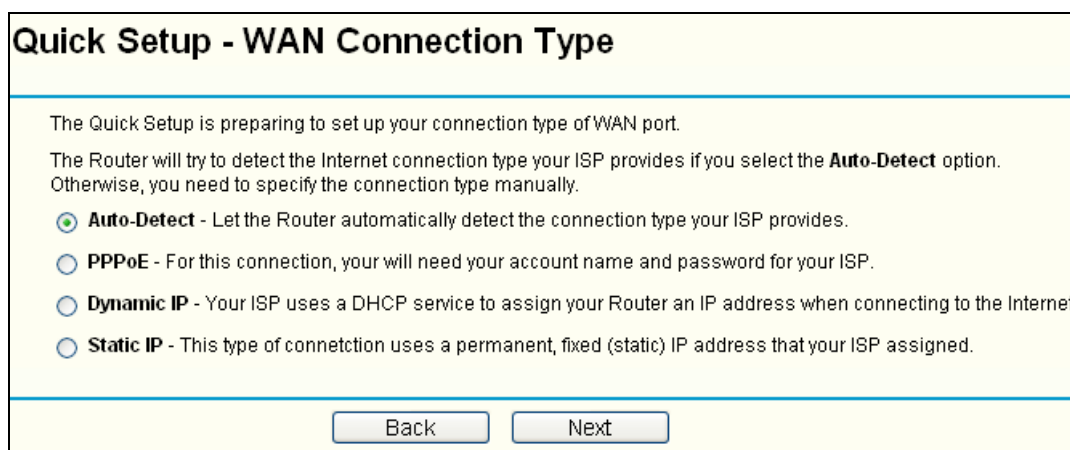 Quick Setup - WAN Connection Type
The Quick Setup is preparing to set up your connection type of WAN port.
The Router will try to detect the Internet connection type your ISP provides if you select the Auto-Detect option.
Otherwise, you need to specify the connection type manually.
Auto-Detect - Let the Router automatically detect the connection type your ISP provides.
PPPoE - For this connection, your will need your account name and password for your ISP.
Dynamic IP - Your ISP uses a DHCP service to assign your Router an IP address when connecting to the Internet
Static IP - This type of connetction uses a permanent, fixed (static) IP address that your ISP assigned.
Back Next